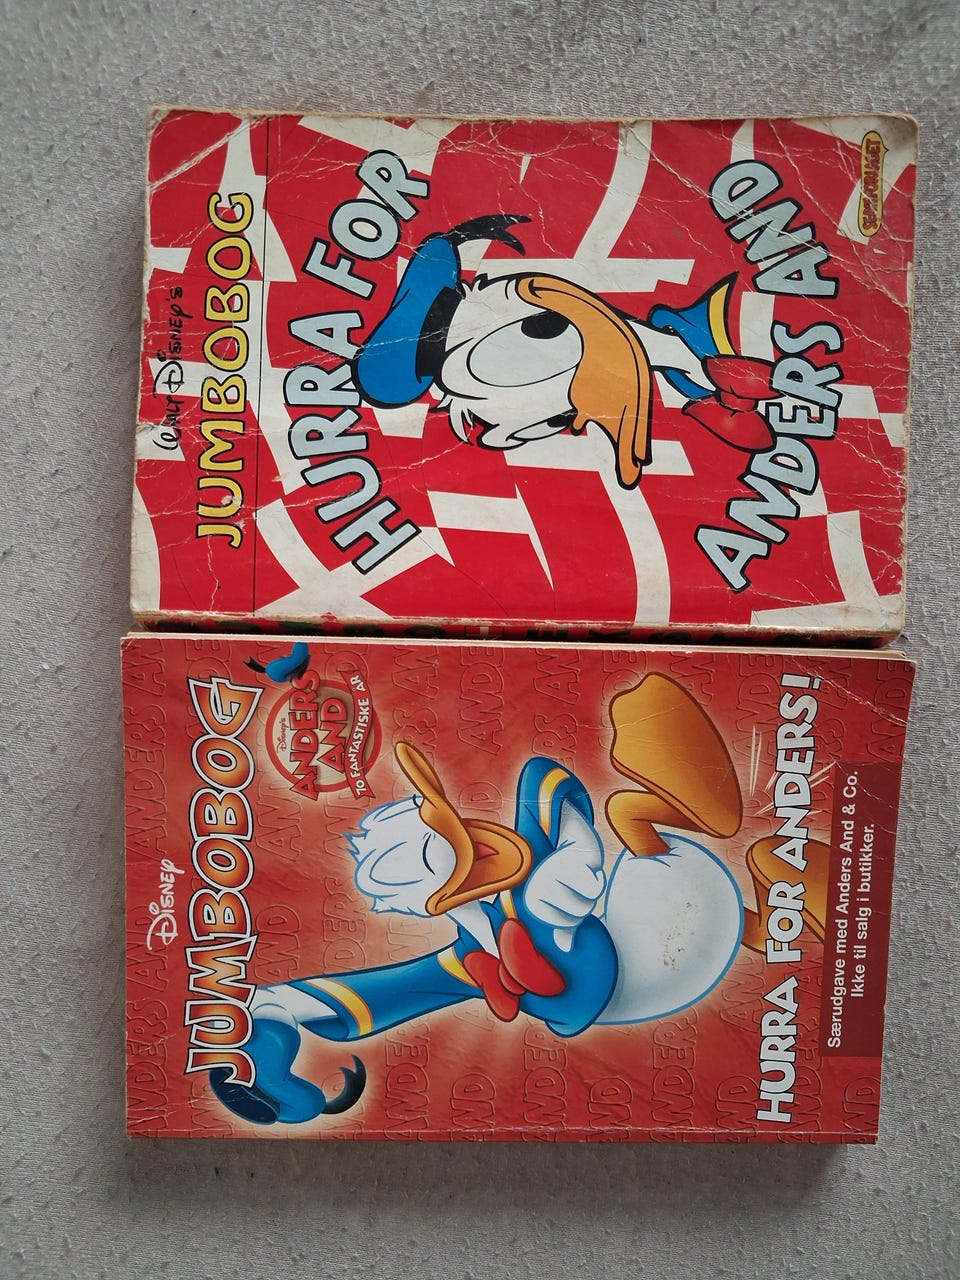 WALT DISNEY'S
JUMBOBOG
HURRA FOR
ANDERS AND
SERIEFORLAGET
DISNEY
JUMBOBOG
Disney's
ANDERS
AND
70 FANTASTISKE ÅR
HURRA FOR ANDERS!
Særudgave med Anders And & Co.
Ikke til salg i butikker.